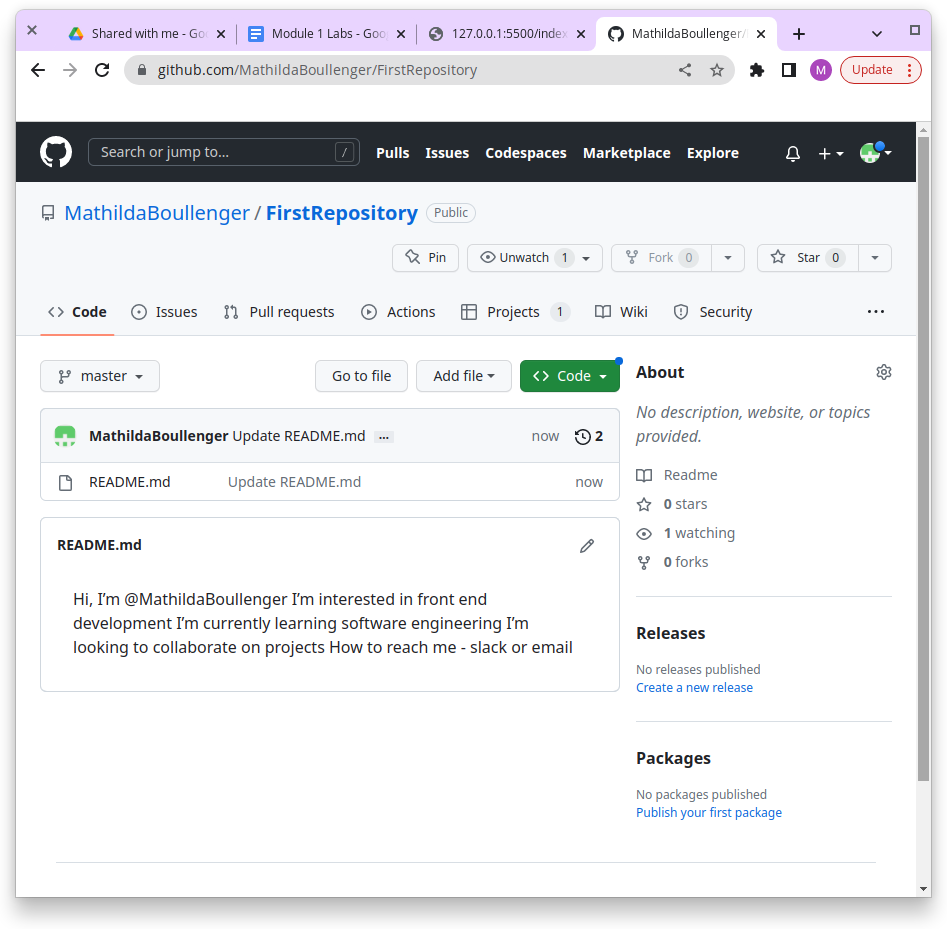 Shared with me - Goo
Module 1 Labs - Goog
127.0.0.1:5500/index
MathildaBoullenger/
github.com/MathildaBoullenger/FirstRepository
M
Update
Search or jump to...
/
Pulls
Issues
Codespaces
Marketplace
Explore
MathildaBoullenger / FirstRepository
Public
Pin
Unwatch 1
Fork 0
Star 0
Code
Issues
Pull requests
Actions
Projects 1
Wiki
Security
master
Go to file
Add file
Code
MathildaBoullenger Update README.md
now
2
README.md
Update README.md
now
README.md
Hi, I’m @MathildaBoullenger I’m interested in front end
development I’m currently learning software engineering I’m
looking to collaborate on projects How to reach me - slack or email
About
No description, website, or topics
provided.
Readme
0 stars
1 watching
0 forks
Releases
No releases published
Create a new release
Packages
No packages published
Publish your first package